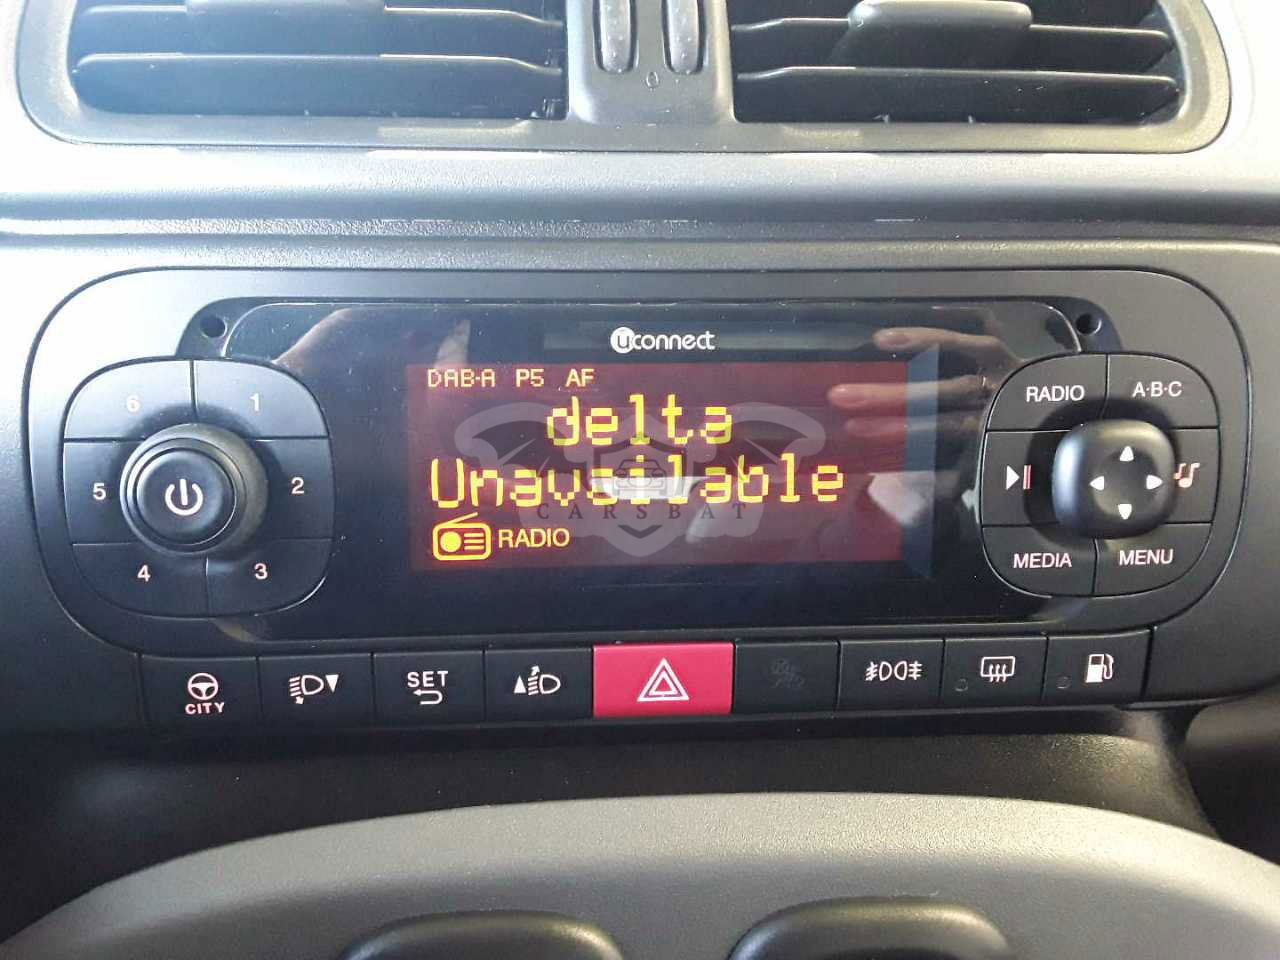 uconnect
DAB-A P5 AF
delta
Unavailable
RADIO
CARSBAT
6
1
5
2
4
3
RADIO
A·B·C
MEDIA
MENU
CITY
SET